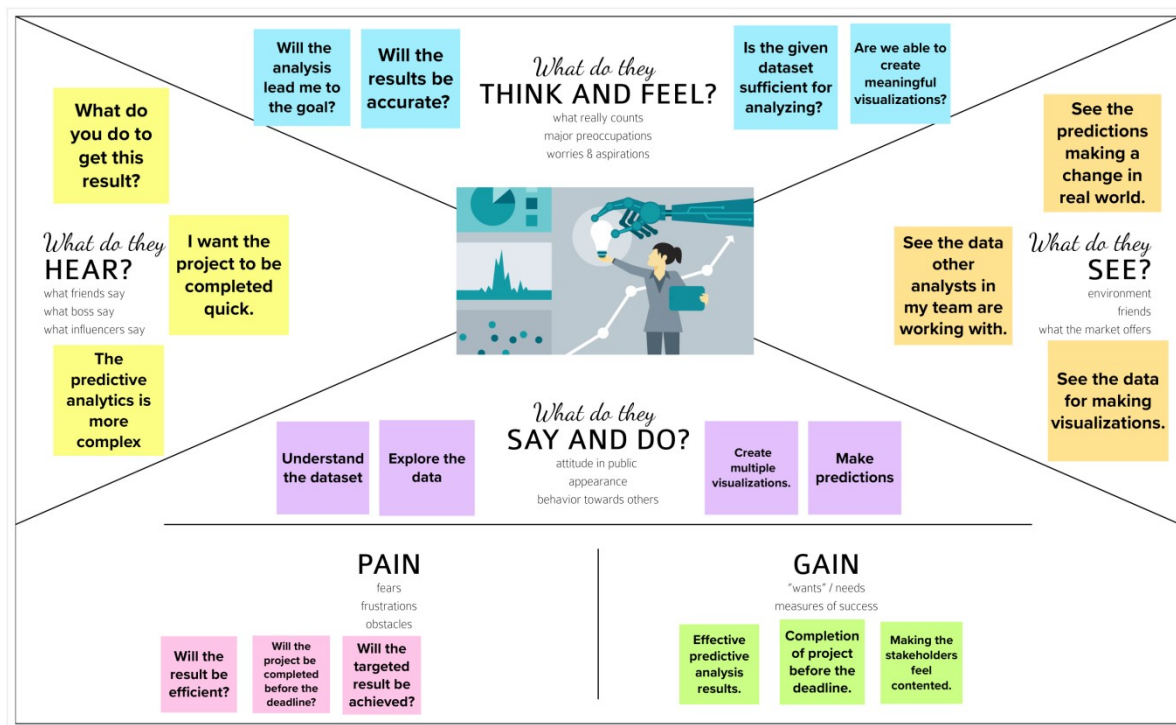 Will the
analysis
lead me to
the goal?
Will the
results be
accurate?
What do they
THINK AND FEEL?
what really counts
major preoccupations
worries & aspirations
Is the given
dataset
sufficient for
analyzing?
Are we able to
create
meaningful
visualizations?
What do
you do to
get this
result?
What do they
HEAR?
what friends say
what boss say
what influencers say
I want the
project to be
completed
quick.
The
predictive
analytics is
more
complex
See the
predictions
making a
change in
real world.
See the data
other
analysts in
my team are
working with.
What do they
SEE?
environment
friends
what the market offers
See the data
for making
visualizations.
What do they
SAY AND DO?
attitude in public
appearance
behavior towards others
Understand
the dataset
Explore the
data
Create
multiple
visualizations.
Make
predictions
PAIN
fears
frustrations
obstacles
Will the
result be
efficient?
Will the
project be
completed
before the
deadline?
Will the
targeted
result be
achieved?
GAIN
"wants" / needs
measures of success
Effective
predictive
analysis
results.
Completion
of project
before the
deadline.
Making the
stakeholders
feel
contented.